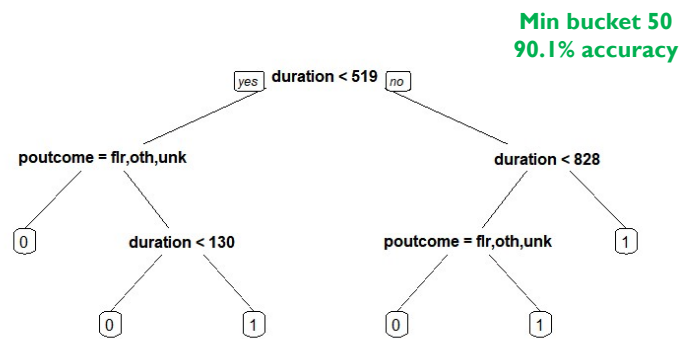 Min bucket 50
90.1% accuracy
yes duration < 519 no
poutcome = flr,oth,unk
duration < 828
0
duration < 130
poutcome = flr,oth,unk
1
0
1
0
1